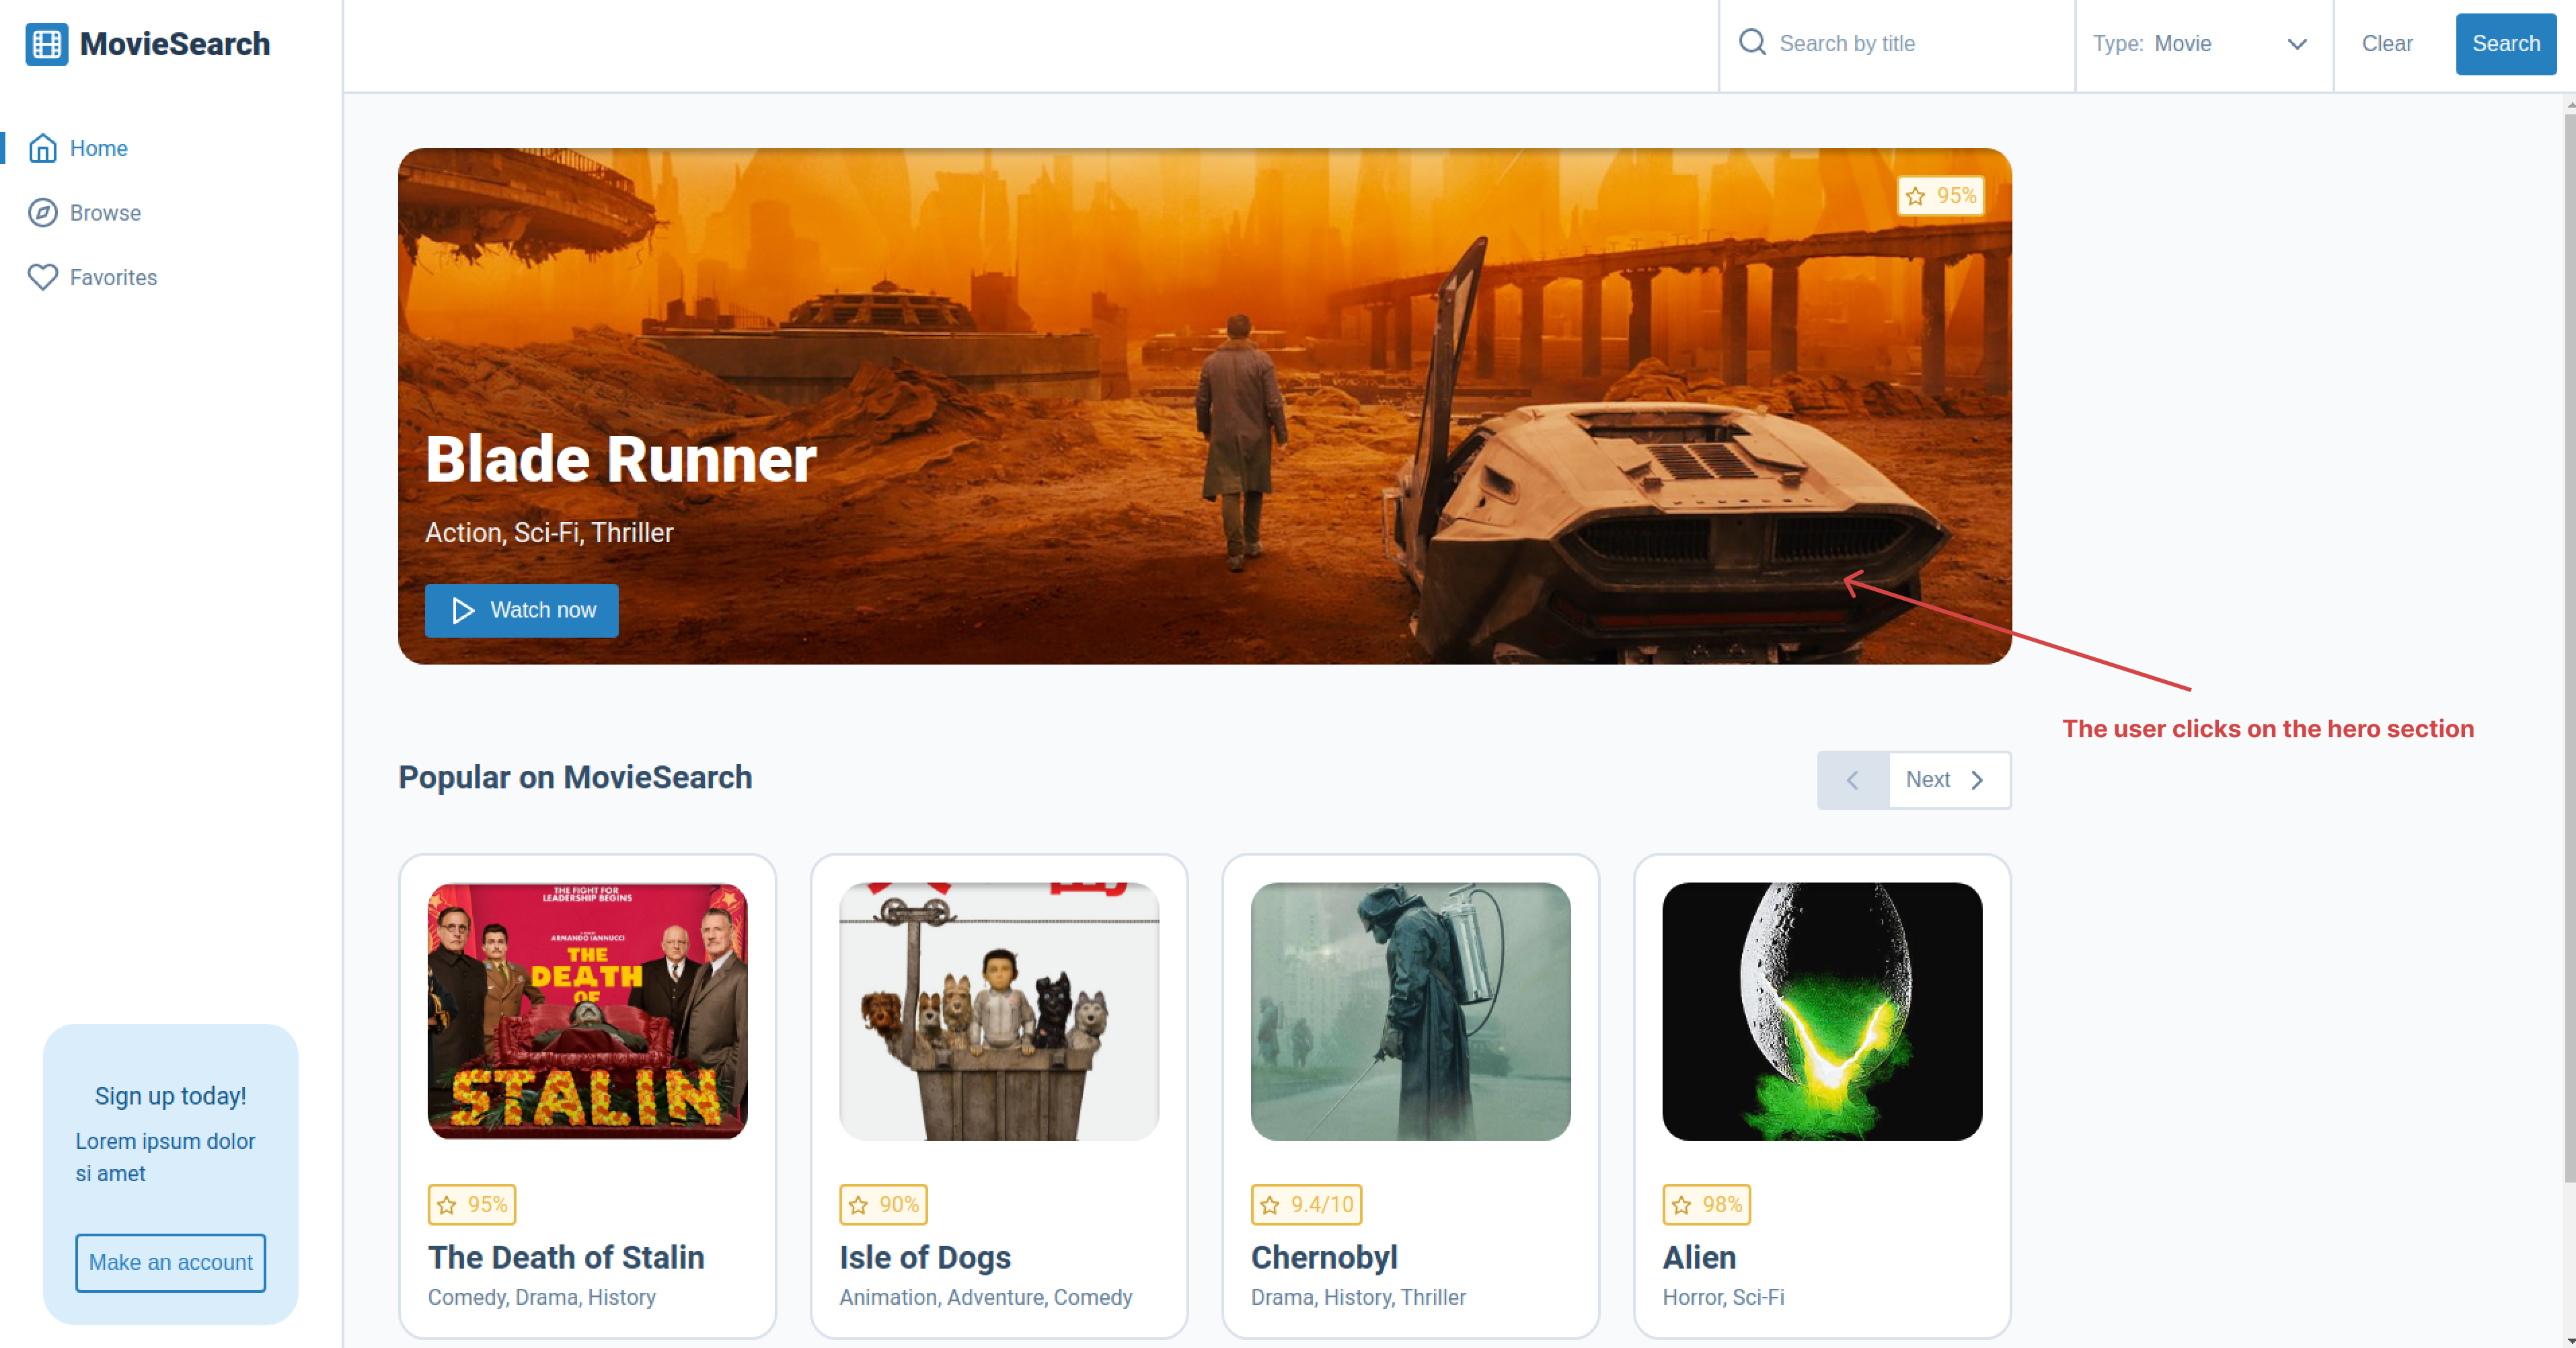 MovieSearch
Search by title
Type: Movie
Clear
Search
Home
Browse
Favorites
95%
Blade Runner
Action, Sci-Fi, Thriller
Watch now
The user clicks on the hero section
Popular on MovieSearch
Next
THE FIGHT FOR
LEADERSHIP BEGINS
ARMANDO IANNUCCI
THE
DEATH
OF
STALIN
95%
The Death of Stalin
Comedy, Drama, History
90%
Isle of Dogs
Animation, Adventure, Comedy
9.4/10
Chernobyl
Drama, History, Thriller
98%
Alien
Horror, Sci-Fi
Sign up today!
Lorem ipsum dolor
si amet
Make an account